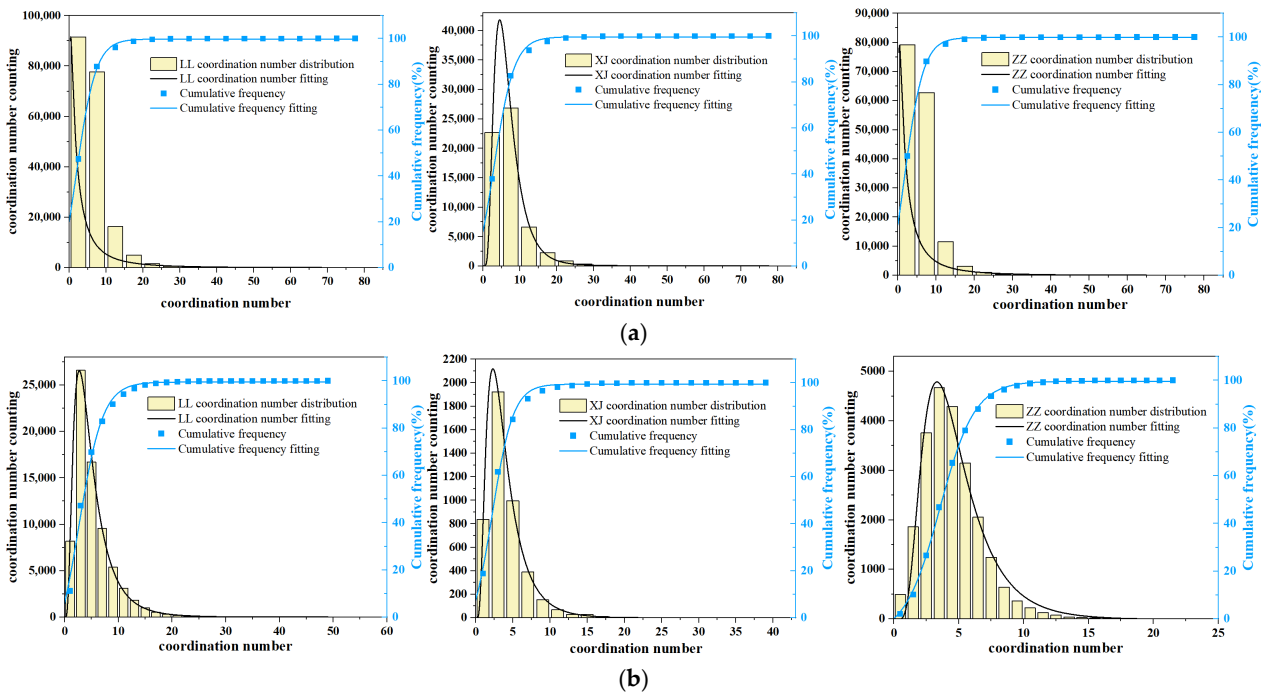 100,000
80,000
60,000
40,000
20,000
0
coordination number counting
LL coordination number distribution
LL coordination number fitting
Cumulative frequency
Cumulative frequency fitting
100
80
60
40
20
0
Cumulative frequency(%)
0 10 20 30 40 50 60 70 80
coordination number
40,000
35,000
30,000
25,000
20,000
15,000
10,000
5,000
0
coordination number counting
XJ coordination number distribution
XJ coordination number fitting
Cumulative frequency
Cumulative frequency fitting
100
80
60
40
20
0
Cumulative frequency(%)
0 10 20 30 40 50 60 70 80
coordination number
90,000
80,000
70,000
60,000
50,000
40,000
30,000
20,000
10,000
0
coordination number counting
ZZ coordination number distribution
ZZ coordination number fitting
Cumulative frequency
Cumulative frequency fitting
100
80
60
40
20
0
Cumulative frequency(%)
0 10 20 30 40 50 60 70 80
coordination number
(a)
25,000
20,000
15,000
10,000
5,000
0
coordination number counting
LL coordination number distribution
LL coordination number fitting
Cumulative frequency
Cumulative frequency fitting
100
80
60
40
20
0
Cumulative frequency(%)
0 10 20 30 40 50 60
coordination number
2200
2000
1800
1600
1400
1200
1000
800
600
400
200
0
coordination number counting
XJ coordination number distribution
XJ coordination number fitting
Cumulative frequency
Cumulative frequency fitting
100
80
60
40
20
0
Cumulative frequency(%)
0 5 10 15 20 25 30 35 40
coordination number
5000
4000
3000
2000
1000
0
coordination number counting
ZZ coordination number distribution
ZZ coordination number fitting
Cumulative frequency
Cumulative frequency fitting
100
80
60
40
20
0
Cumulative frequency(%)
0 5 10 15 20 25
coordination number
(b)